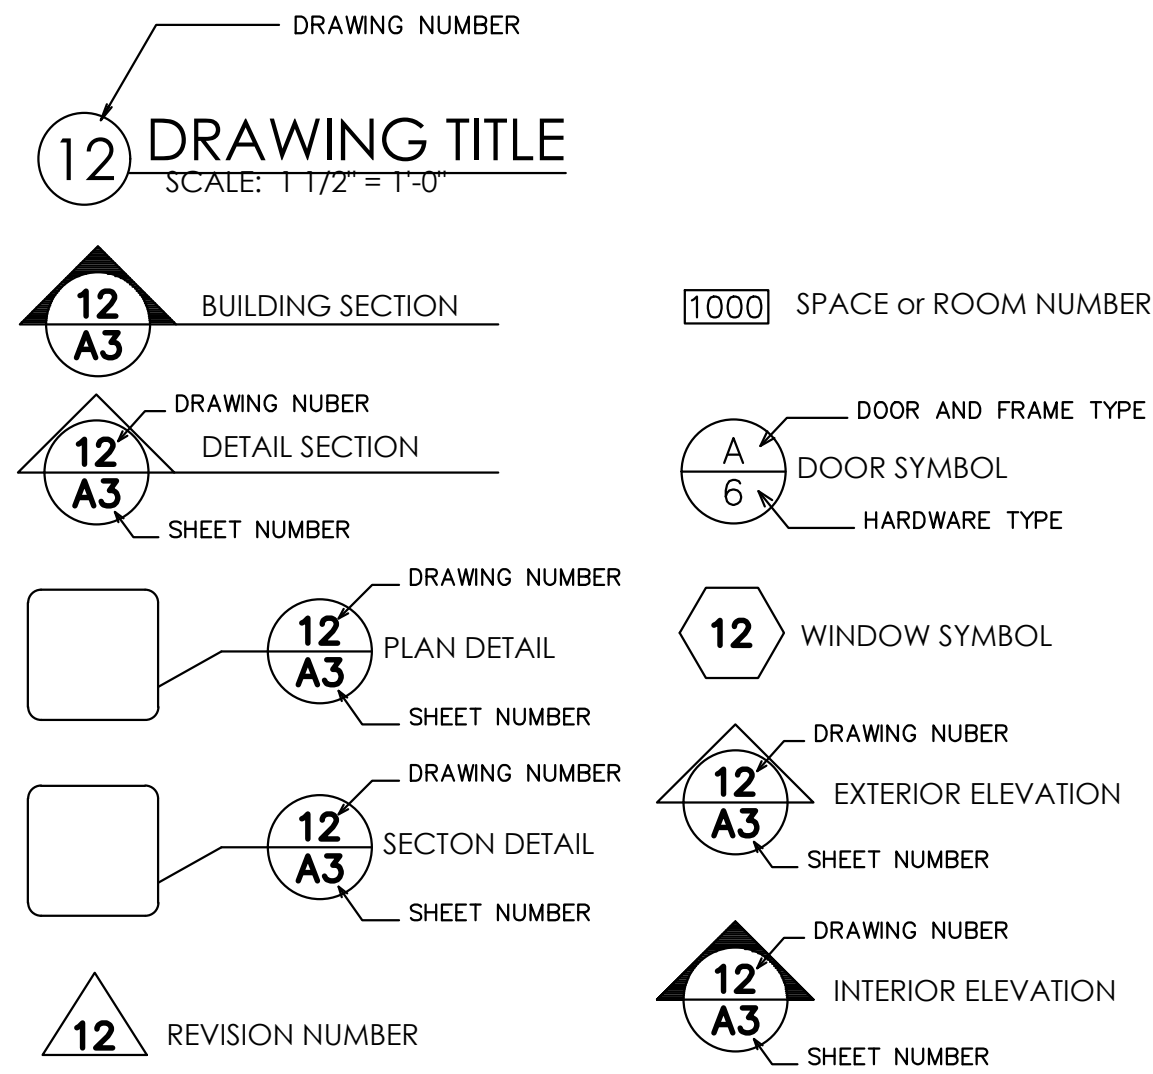 DRAWING NUMBER
12
DRAWING TITLE
SCALE: 1 1/2" = 1'-0"
12
A3
BUILDING SECTION
DRAWING NUBER
12
A3
DETAIL SECTION
SHEET NUMBER
DRAWING NUMBER
12
A3
PLAN DETAIL
SHEET NUMBER
DRAWING NUMBER
12
A3
SECTON DETAIL
SHEET NUMBER
12
REVISION NUMBER
1000
SPACE or ROOM NUMBER
DOOR AND FRAME TYPE
A
6
DOOR SYMBOL
HARDWARE TYPE
12
WINDOW SYMBOL
DRAWING NUBER
12
A3
EXTERIOR ELEVATION
SHEET NUMBER
DRAWING NUBER
12
A3
INTERIOR ELEVATION
SHEET NUMBER